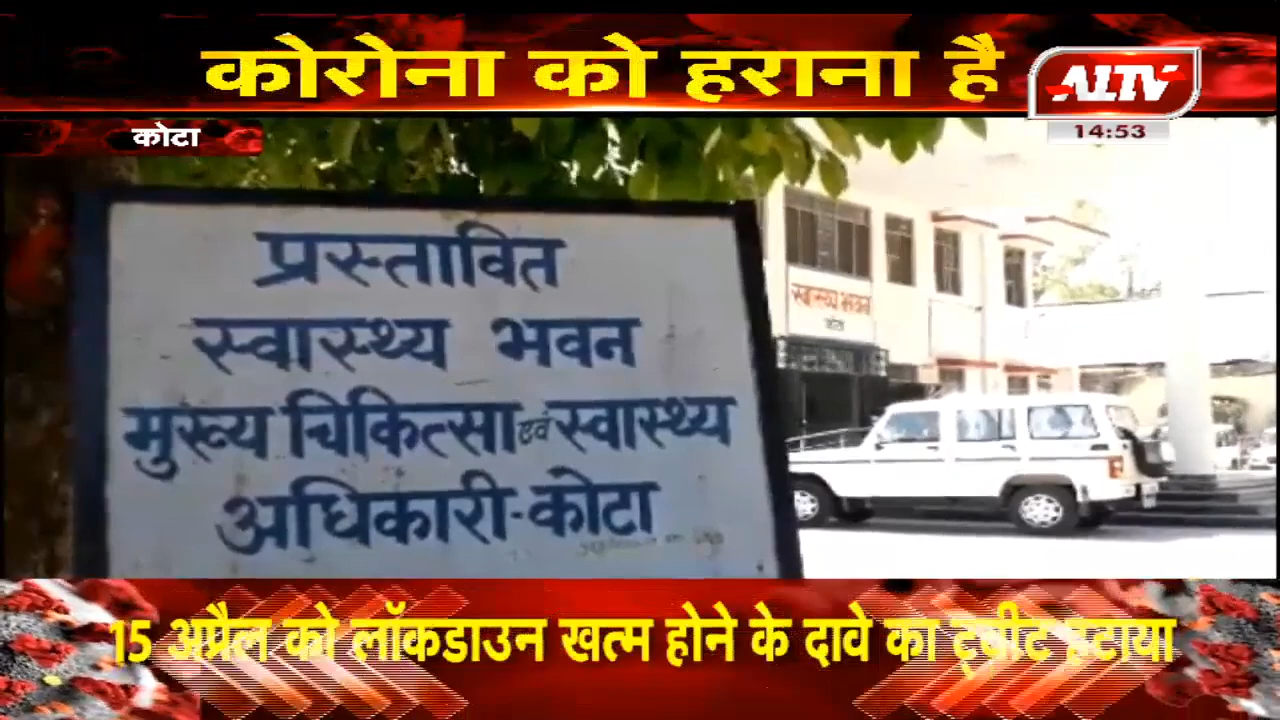 कोरोना को हराना है
ALTV
14:53
कोटा
प्रस्तावित
स्वास्थ्य भवन
मुख्य चिकित्सा एवं स्वास्थ्य
अधिकारी-कोटा
स्वास्थ्य भवन
कोटा
15 अप्रैल को लॉकडाउन खत्म होने के दावे का ट्वीट हटाया